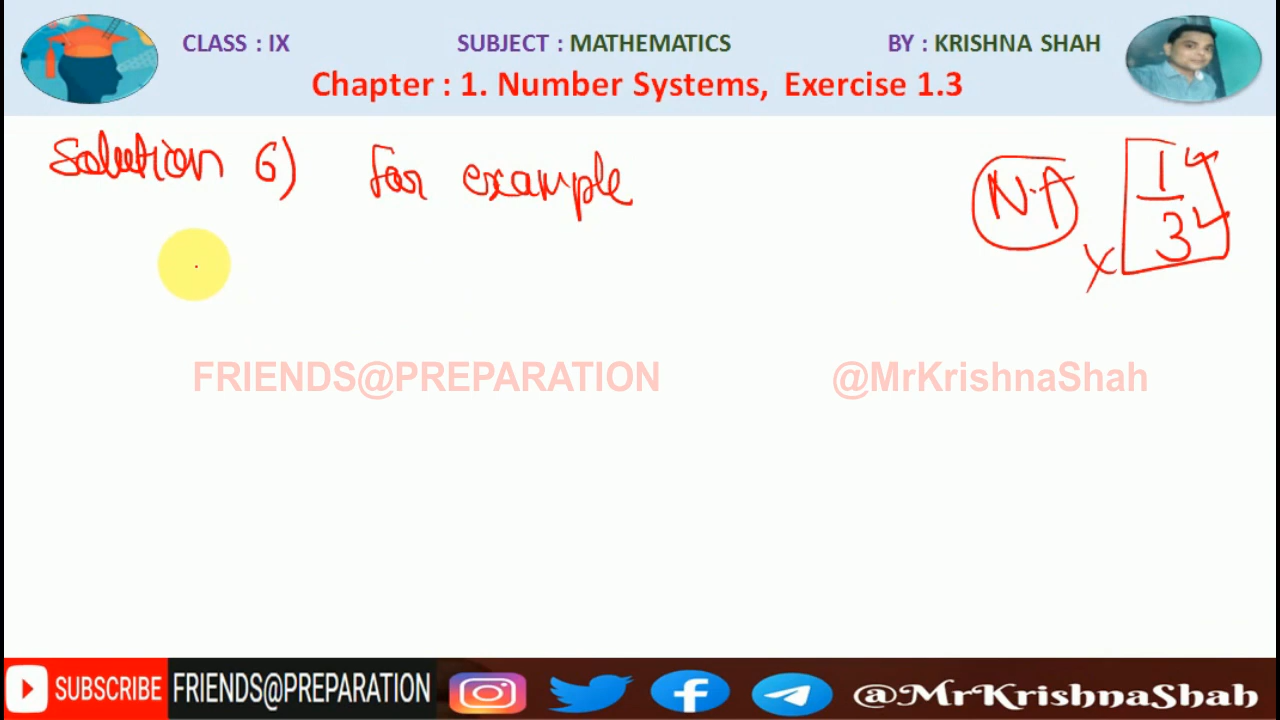 CLASS : IX SUBJECT : MATHEMATICS BY : KRISHNA SHAH
Chapter : 1. Number Systems, Exercise 1.3
Solution 6) For example
1
3
x
FRIENDS@PREPARATION @MrKrishnaShah
SUBSCRIBE FRIENDS@PREPARATION @MrKrishnaShah